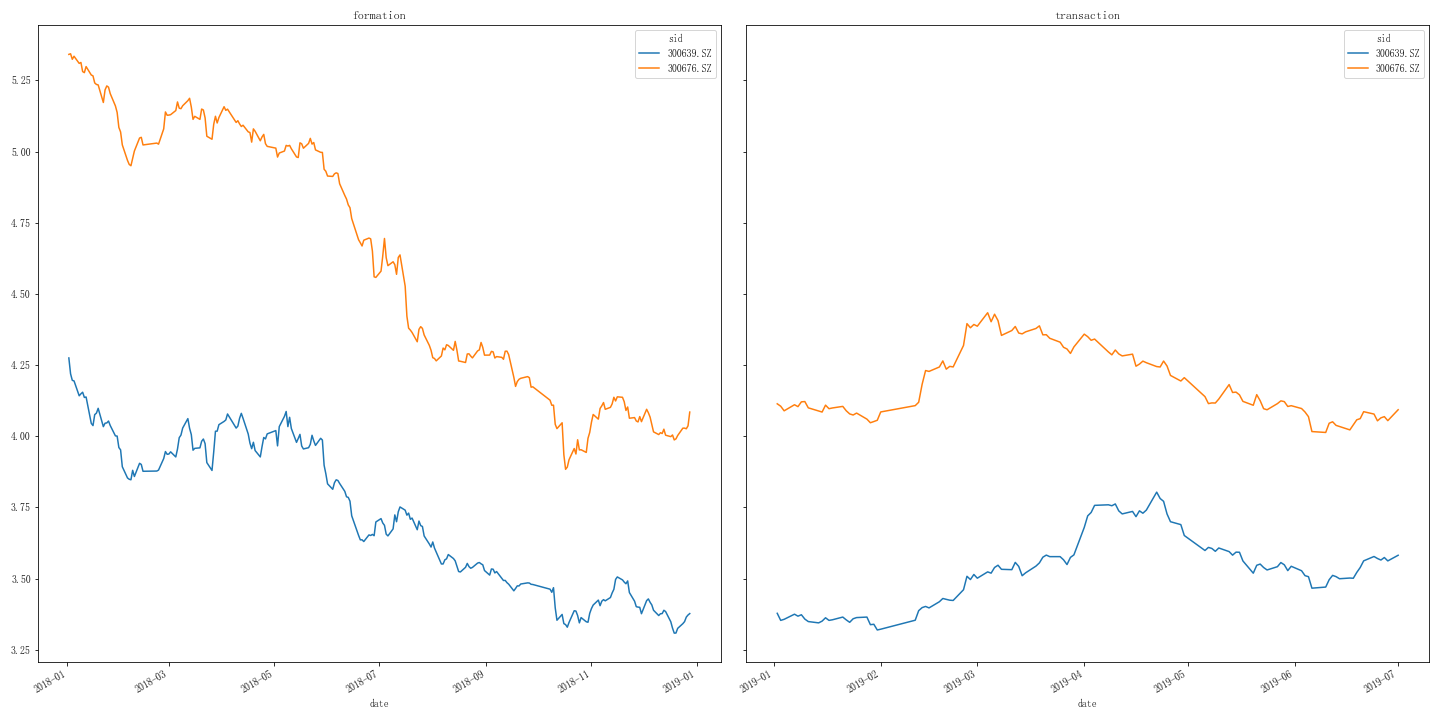 formation
sid
300639.SZ
300676.SZ
5.25
5.00
4.75
4.50
4.25
4.00
3.75
3.50
3.25
2018-01
2018-03
2018-05
2018-07
2018-09
2018-11
2019-01
date
transaction
sid
300639.SZ
300676.SZ
2019-01
2019-02
2019-03
2019-04
2019-05
2019-06
2019-07
date